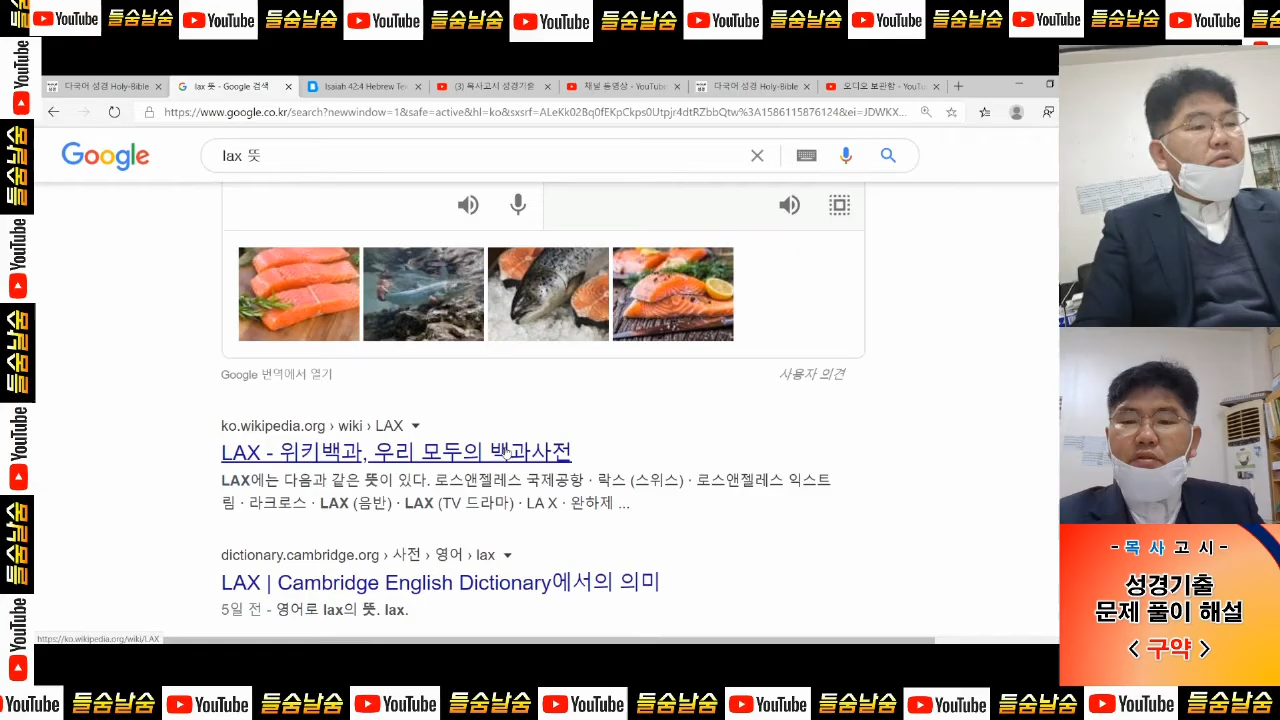 YouTube 들숨날숨 YouTube 들숨날숨 YouTube 들숨날숨 YouTube 들숨날숨 YouTube 들숨날숨 YouTube 들숨날숨 YouTube 들숨날숨 YouTube
다국어 성경 Holy-Bible
lax 뜻 - Google 검색
Isaiah 42:4 Hebrew Te
(3) 목사고시 성경기출
채널 동영상 - YouTube
다국어 성경 Holy-Bible
오디오 보관함 - YouT
https://www.google.co.kr/search?newwindow=1&safe=active&hl=ko&sxsrf=ALeKk02Bq0fEKpCkps0Utpjr4dtRZbbQtw%3A1586115876124&ei=JDWKX...
Google
lax 뜻
Google 번역에서 열기
사용자 의견
ko.wikipedia.org › wiki › LAX
LAX - 위키백과, 우리 모두의 백과사전
LAX에는 다음과 같은 뜻이 있다. 로스앤젤레스 국제공항 · 락스 (스위스) · 로스앤젤레스 익스트
림 · 라크로스 · LAX (음반) · LAX (TV 드라마) · LA X · 완하제 ...
dictionary.cambridge.org › 사전 › 영어 › lax
LAX | Cambridge English Dictionary에서의 의미
5일 전 - 영어로 lax의 뜻. lax.
https://ko.wikipedia.org/wiki/LAX
- 목 사 고 시 -
성경기출
문제 풀이 해설
< 구약 >
YouTube
들숨날숨
YouTube
들숨날숨
YouTube
들숨날숨
YouTube
YouTube 들숨날숨 YouTube 들숨날숨 YouTube 들숨날숨 YouTube 들숨날숨 YouTube 들숨날숨 YouTube 들숨날숨 YouTube